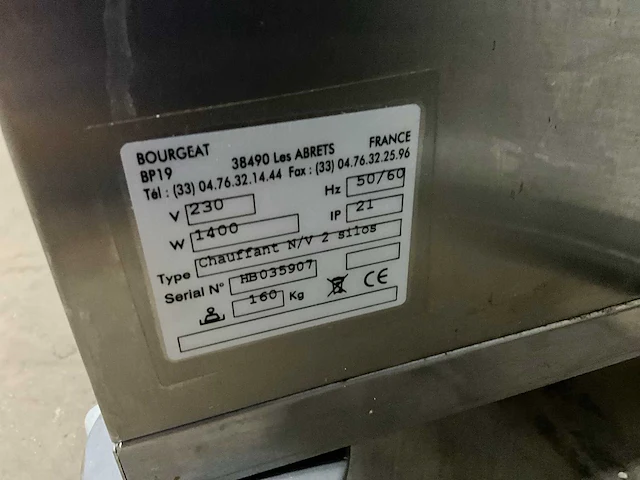 BOURGEAT FRANCE
BP19 38490 Les ABRETS
Tél : (33) 04.76.32.14.44 Fax : (33) 04.76.32.25.96
V 230 Hz 50/60
W 1400 IP 21
Type Chauffant N/V 2 silos
Serial N° HB035907
160 Kg CE